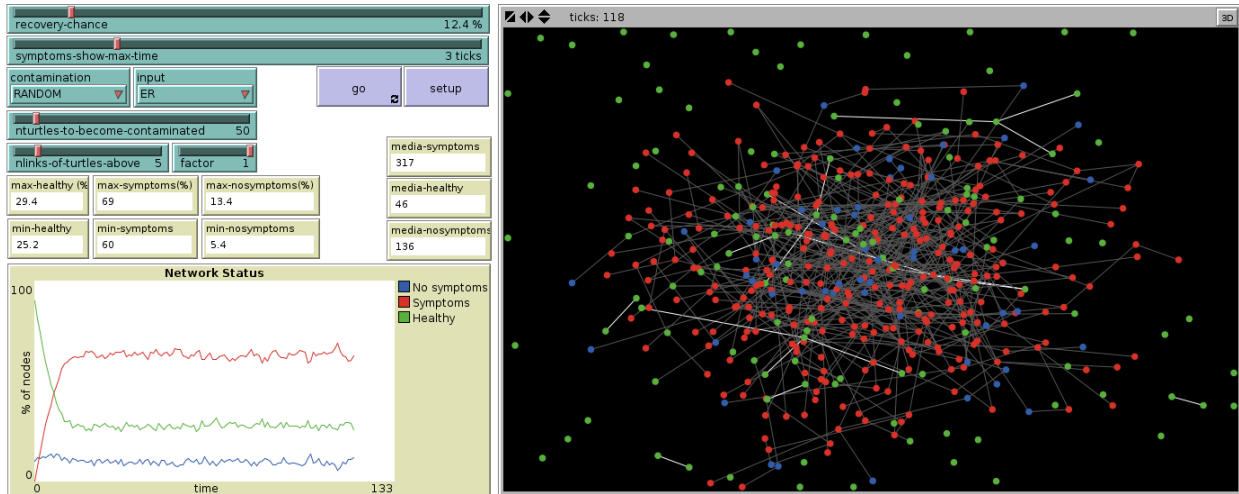 recovery-chance 12.4 %
symptoms-show-max-time 3 ticks
contamination
RANDOM
input
ER
go
setup
nturtles-to-become-contaminated 50
nlinks-of-turtles-above 5
factor 1
media-symptoms
317
media-healthy
46
media-nosymptoms
136
max-healthy (%
29.4
max-symptoms(%)
69
max-nosymptoms(%)
13.4
min-healthy
25.2
min-symptoms
60
min-nosymptoms
5.4
Network Status
100
% of nodes
0
0
time
133
No symptoms
Symptoms
Healthy
ticks: 118
3D